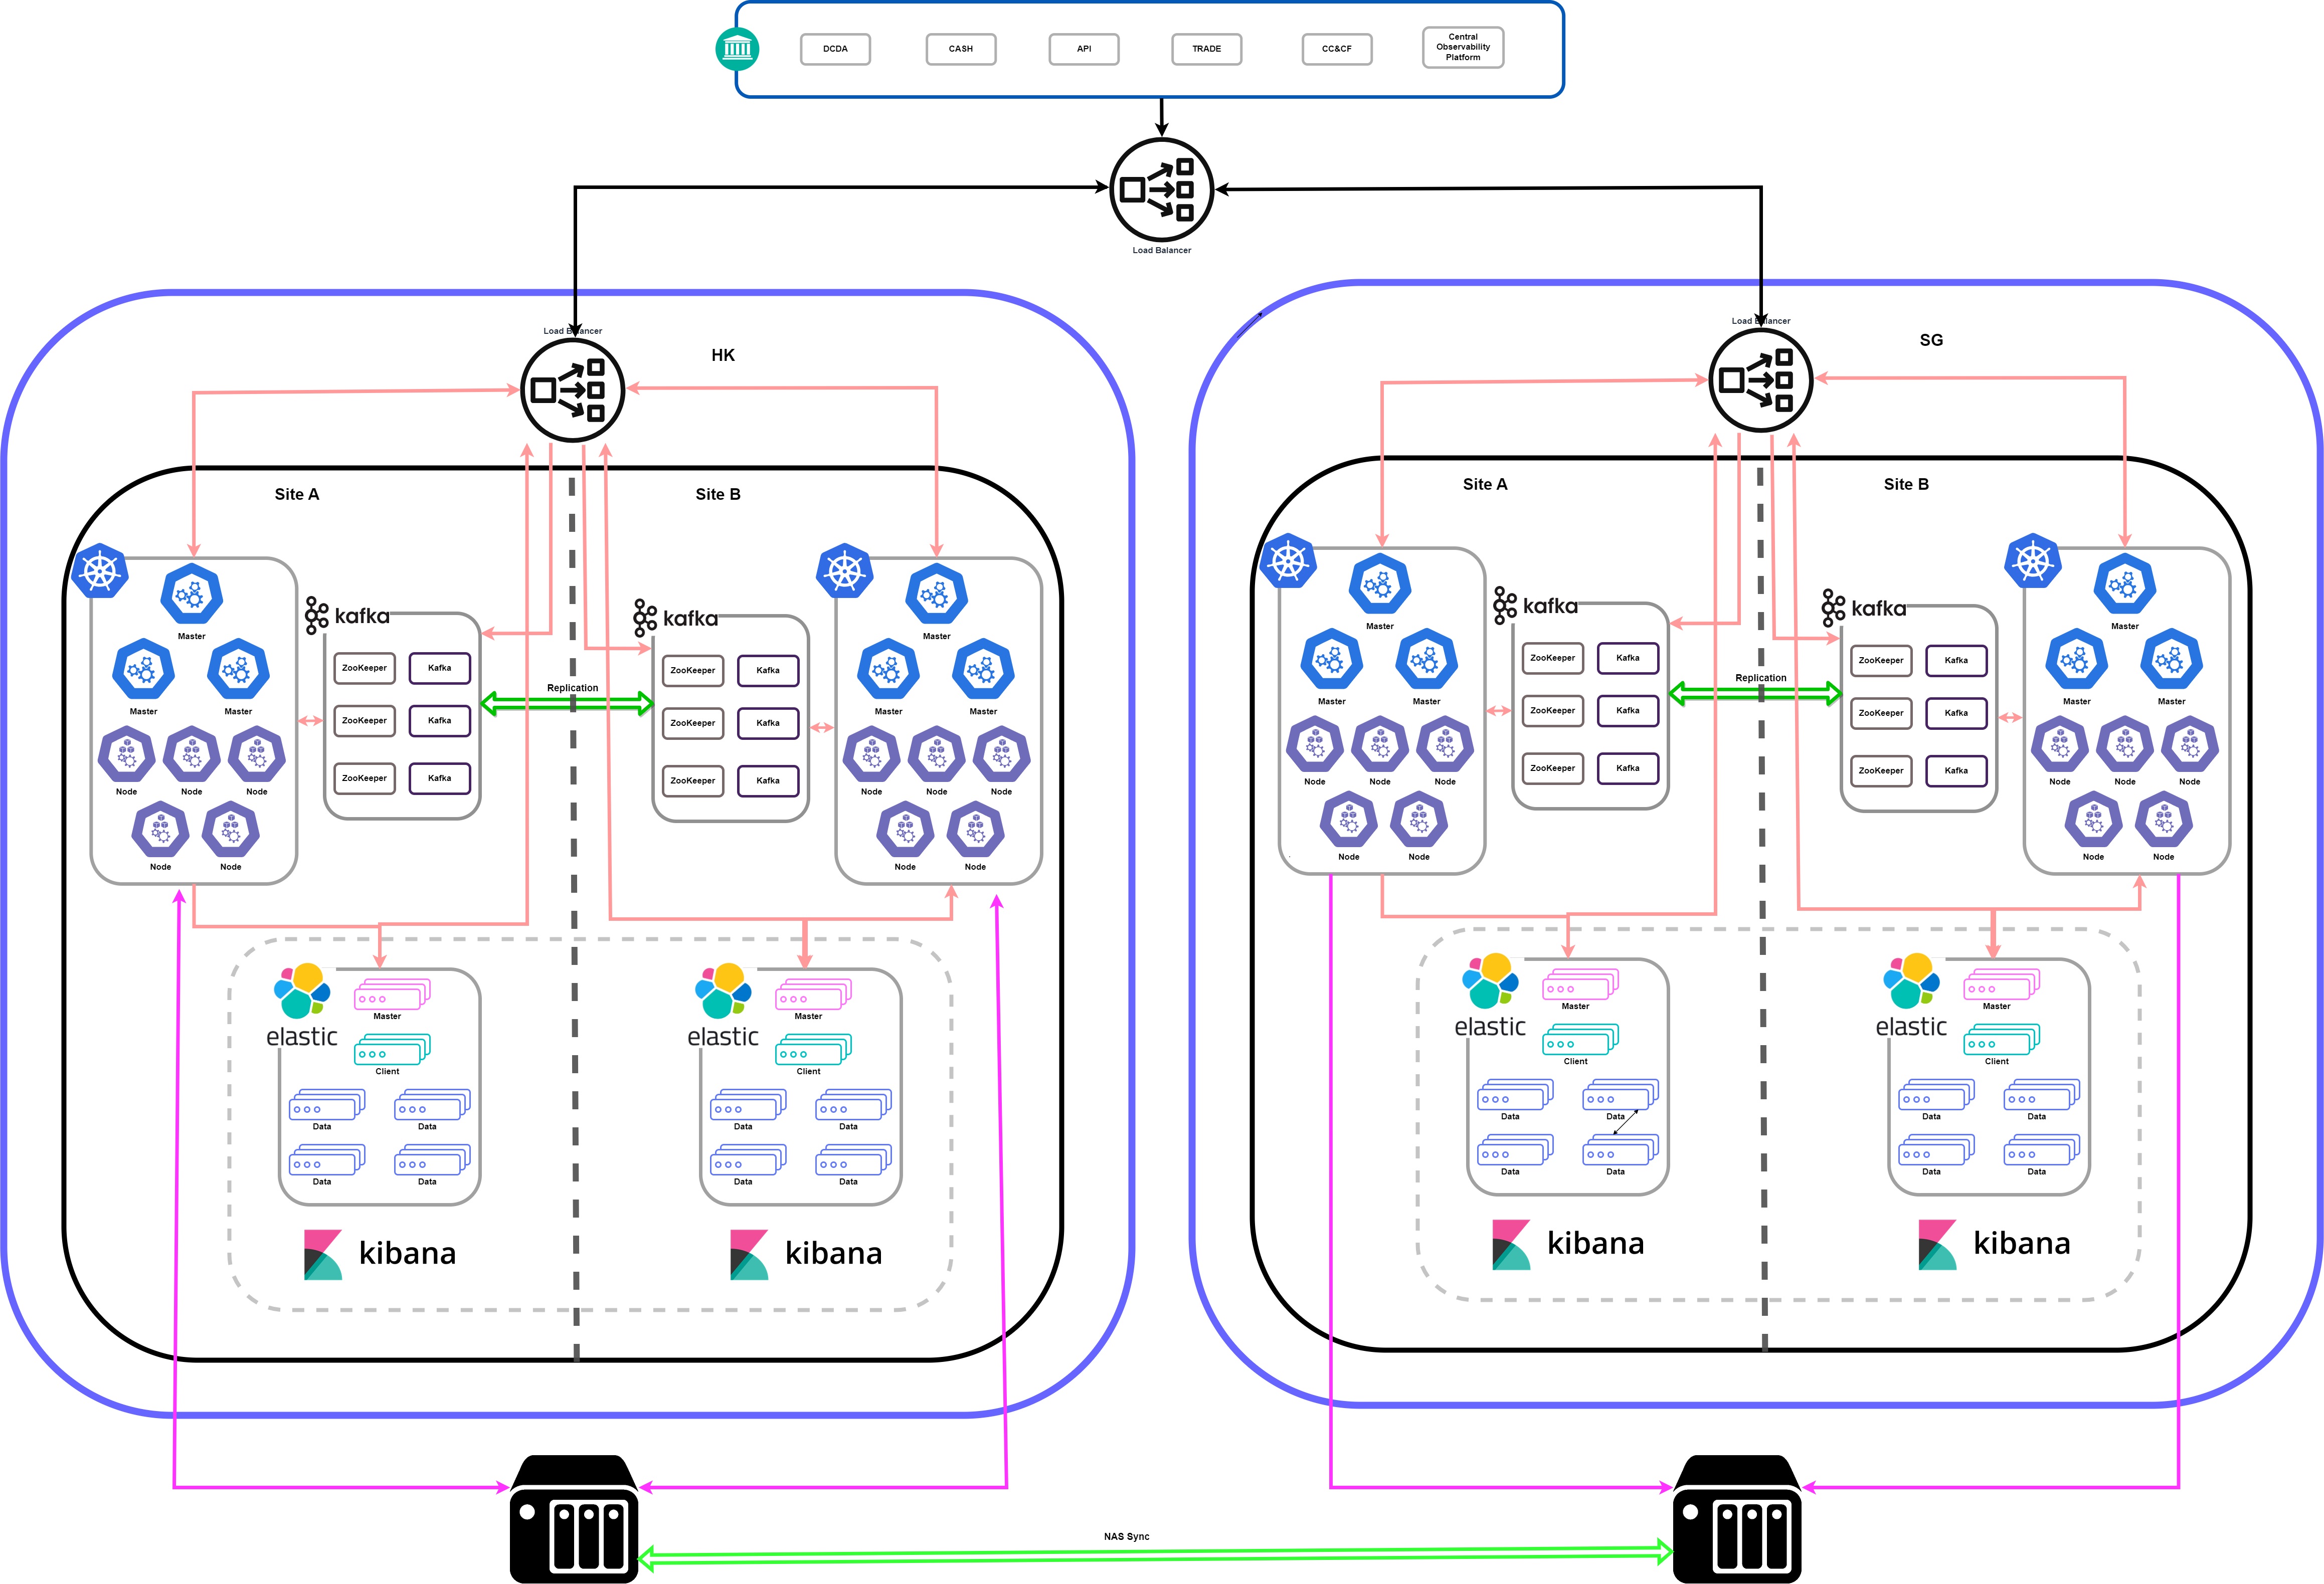 DCDA
CASH
API
TRADE
CC&CF
Central
Observability
Platform
Load Balancer
Load Balancer
HK
Load Balancer
SG
Site A
Site B
Site A
Site B
kafka
kafka
Master
Master
Master
Node
Node
Node
Node
Node
ZooKeeper
Kafka
ZooKeeper
Kafka
ZooKeeper
Kafka
Replication
ZooKeeper
Kafka
ZooKeeper
Kafka
ZooKeeper
Kafka
Master
Master
Master
Node
Node
Node
Node
Node
elastic
Master
Client
Data
Data
Data
Data
kibana
elastic
Master
Client
Data
Data
Data
Data
kibana
kafka
kafka
Master
Master
Master
Node
Node
Node
Node
Node
ZooKeeper
Kafka
ZooKeeper
Kafka
ZooKeeper
Kafka
Replication
ZooKeeper
Kafka
ZooKeeper
Kafka
ZooKeeper
Kafka
Master
Master
Master
Node
Node
Node
Node
Node
elastic
Master
Client
Data
Data
Data
Data
kibana
elastic
Master
Client
Data
Data
Data
Data
kibana
NAS Sync